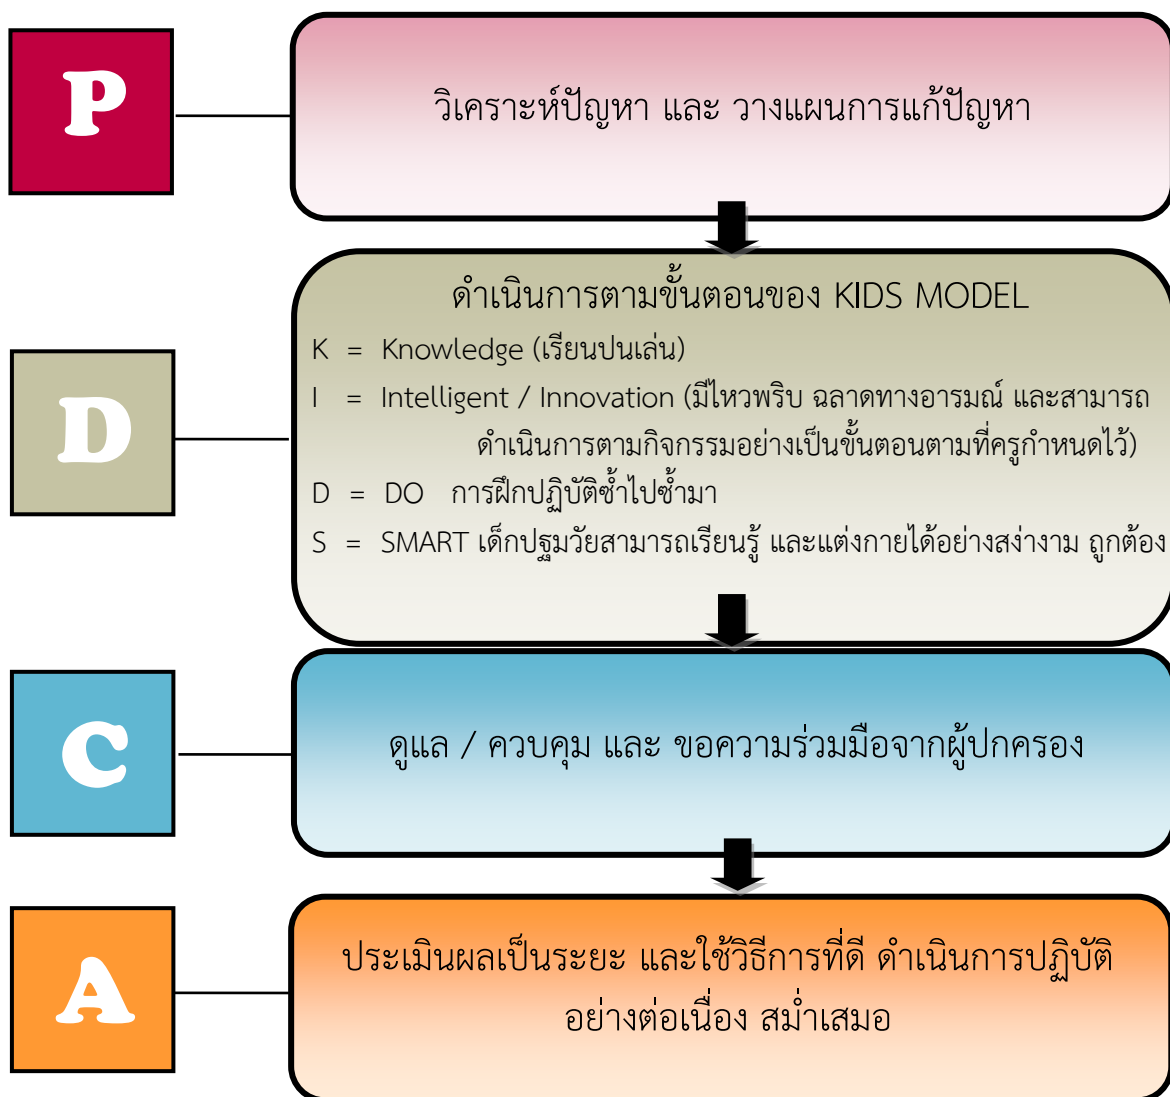 P
วิเคราะห์ปัญหา และ วางแผนการแก้ปัญหา
D
ดำเนินการตามขั้นตอนของ KIDS MODEL
K = Knowledge (เรียนปนเล่น)
I = Intelligent / Innovation (มีไหวพริบ ฉลาดทางอารมณ์ และสามารถ
ดำเนินการตามกิจกรรมอย่างเป็นขั้นตอนตามที่ครูกำหนดไว้)
D = DO การฝึกปฏิบัติซ้ำไปซ้ำมา
S = SMART เด็กปฐมวัยสามารถเรียนรู้ และแต่งกายได้อย่างสง่างาม ถูกต้อง
C
ดูแล / ควบคุม และ ขอความร่วมมือจากผู้ปกครอง
A
ประเมินผลเป็นระยะ และใช้วิธีการที่ดี ดำเนินการปฏิบัติ
อย่างต่อเนื่อง สม่ำเสมอ